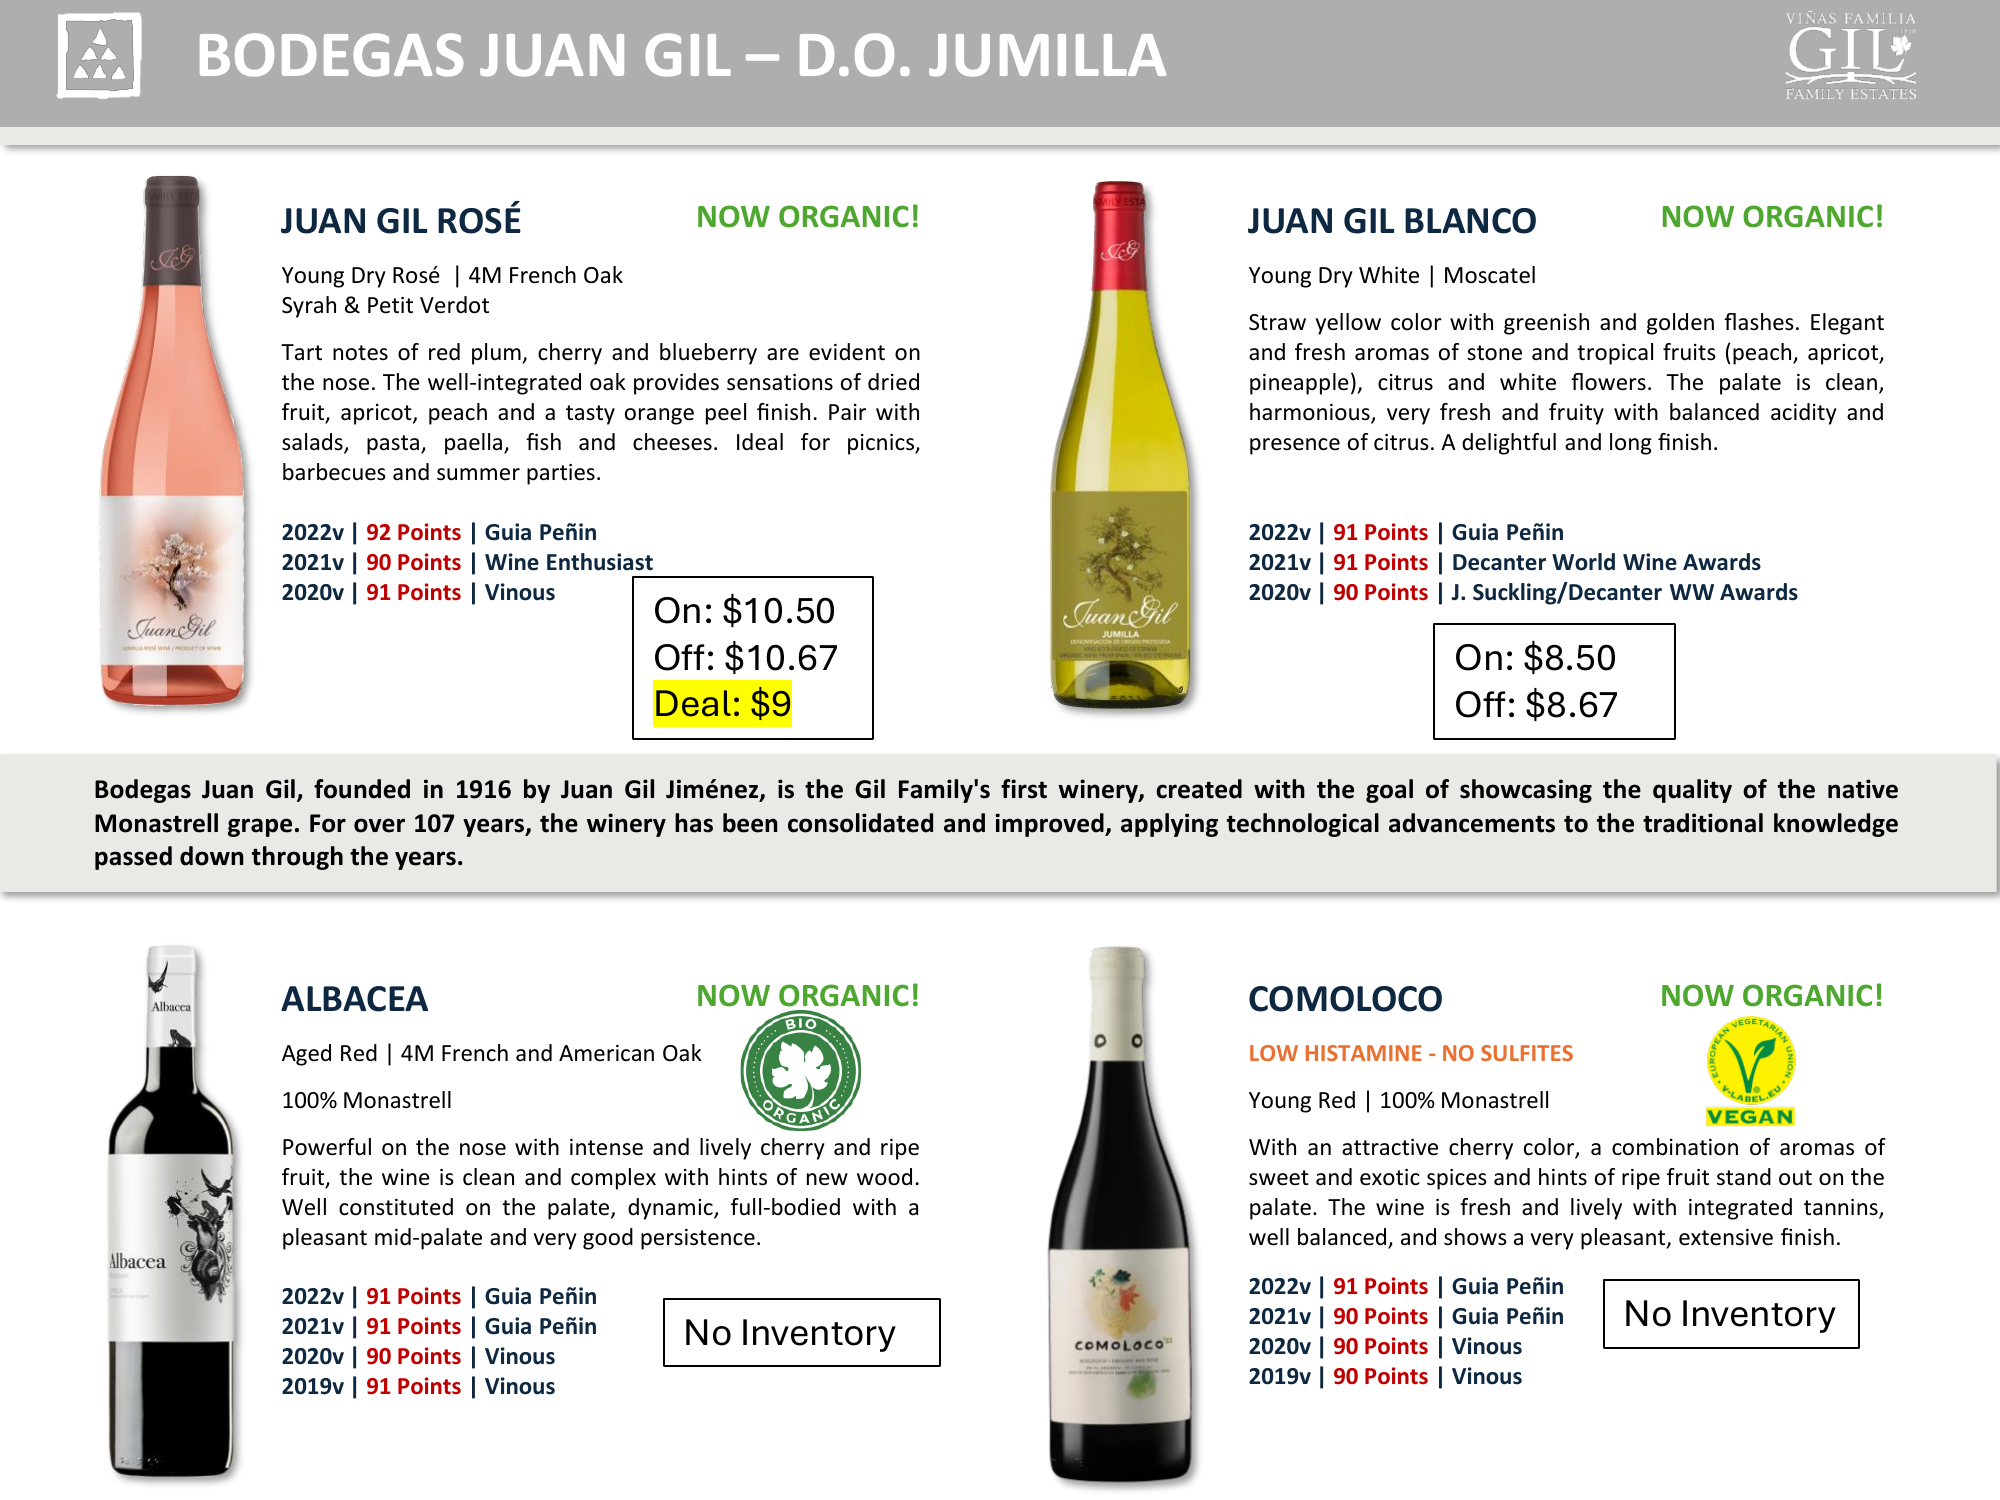 BODEGAS JUAN GIL – D.O. JUMILLA
VIÑAS FAMILIA
GIL
1916
FAMILY ESTATES
JUAN GIL ROSÉ
NOW ORGANIC!
Young Dry Rosé | 4M French Oak
Syrah & Petit Verdot
Tart notes of red plum, cherry and blueberry are evident on
the nose. The well-integrated oak provides sensations of dried
fruit, apricot, peach and a tasty orange peel finish. Pair with
salads, pasta, paella, fish and cheeses. Ideal for picnics,
barbecues and summer parties.
2022v | 92 Points | Guia Peñin
2021v | 90 Points | Wine Enthusiast
2020v | 91 Points | Vinous
On: $10.50
Off: $10.67
Deal: $9
JG
Juan Gil
JUMILLA ROSÉ WINE / PRODUCT OF SPAIN
JUAN GIL BLANCO
NOW ORGANIC!
Young Dry White | Moscatel
Straw yellow color with greenish and golden flashes. Elegant
and fresh aromas of stone and tropical fruits (peach, apricot,
pineapple), citrus and white flowers. The palate is clean,
harmonious, very fresh and fruity with balanced acidity and
presence of citrus. A delightful and long finish.
2022v | 91 Points | Guia Peñin
2021v | 91 Points | Decanter World Wine Awards
2020v | 90 Points | J. Suckling/Decanter WW Awards
On: $8.50
Off: $8.67
JG
Juan Gil
JUMILLA
DENOMINACIÓN DE ORIGEN PROTEGIDA
VINO ECOLÓGICO DE ESPAÑA
Bodegas Juan Gil, founded in 1916 by Juan Gil Jiménez, is the Gil Family's first winery, created with the goal of showcasing the quality of the native
Monastrell grape. For over 107 years, the winery has been consolidated and improved, applying technological advancements to the traditional knowledge
passed down through the years.
ALBACEA
NOW ORGANIC!
BIO
ORGANIC
Aged Red | 4M French and American Oak
100% Monastrell
Powerful on the nose with intense and lively cherry and ripe
fruit, the wine is clean and complex with hints of new wood.
Well constituted on the palate, dynamic, full-bodied with a
pleasant mid-palate and very good persistence.
2022v | 91 Points | Guia Peñin
2021v | 91 Points | Guia Peñin
2020v | 90 Points | Vinous
2019v | 91 Points | Vinous
No Inventory
Albacea
Albacea
COMOLOCO
NOW ORGANIC!
LOW HISTAMINE - NO SULFITES
EUROPEAN VEGETARIAN UNION
V-LABEL.EU
VEGAN
Young Red | 100% Monastrell
With an attractive cherry color, a combination of aromas of
sweet and exotic spices and hints of ripe fruit stand out on the
palate. The wine is fresh and lively with integrated tannins,
well balanced, and shows a very pleasant, extensive finish.
2022v | 91 Points | Guia Peñin
2021v | 90 Points | Guia Peñin
2020v | 90 Points | Vinous
2019v | 90 Points | Vinous
No Inventory
COMOLOCO